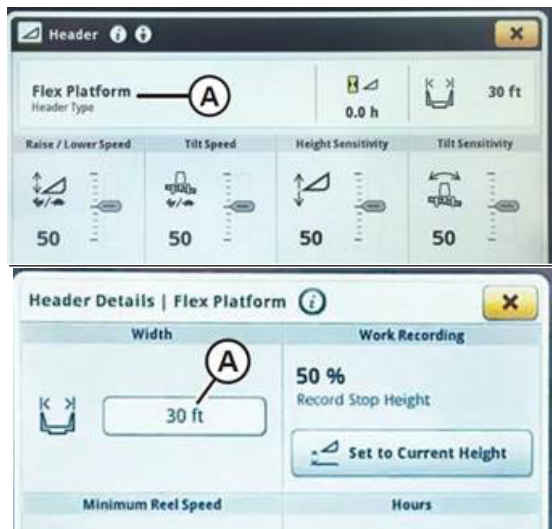 Header
A
Flex Platform
Header Type
0.0 h
30 ft
Raise / Lower Speed
Tilt Speed
Height Sensitivity
Tilt Sensitivity
50
50
50
50
Header Details | Flex Platform
Width
Work Recording
A
30 ft
50 %
Record Stop Height
Set to Current Height
Minimum Reel Speed
Hours